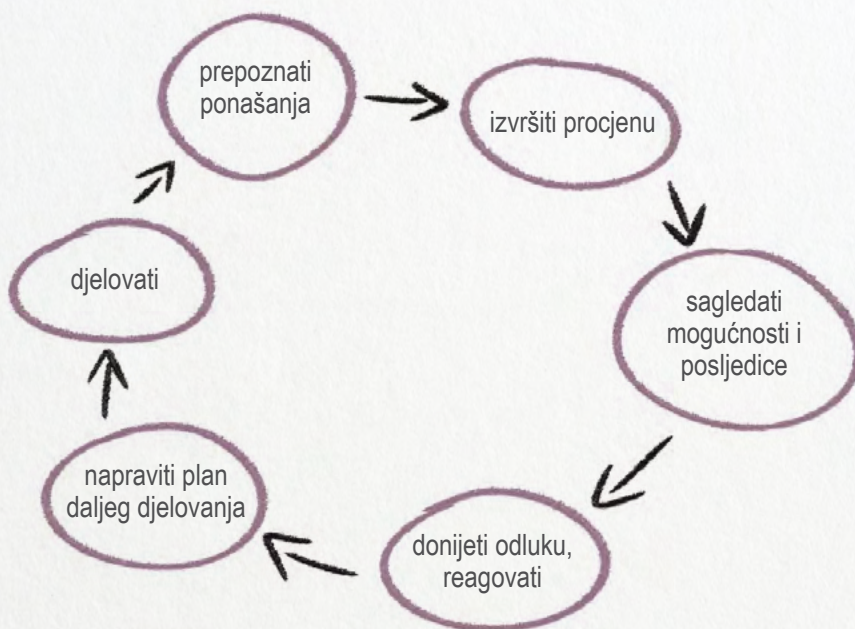 prepoznati
ponašanja
izvršiti procjenu
sagledati
mogućnosti i
posljedice
donijeti odluku,
reagovati
napraviti plan
daljeg djelovanja
djelovati